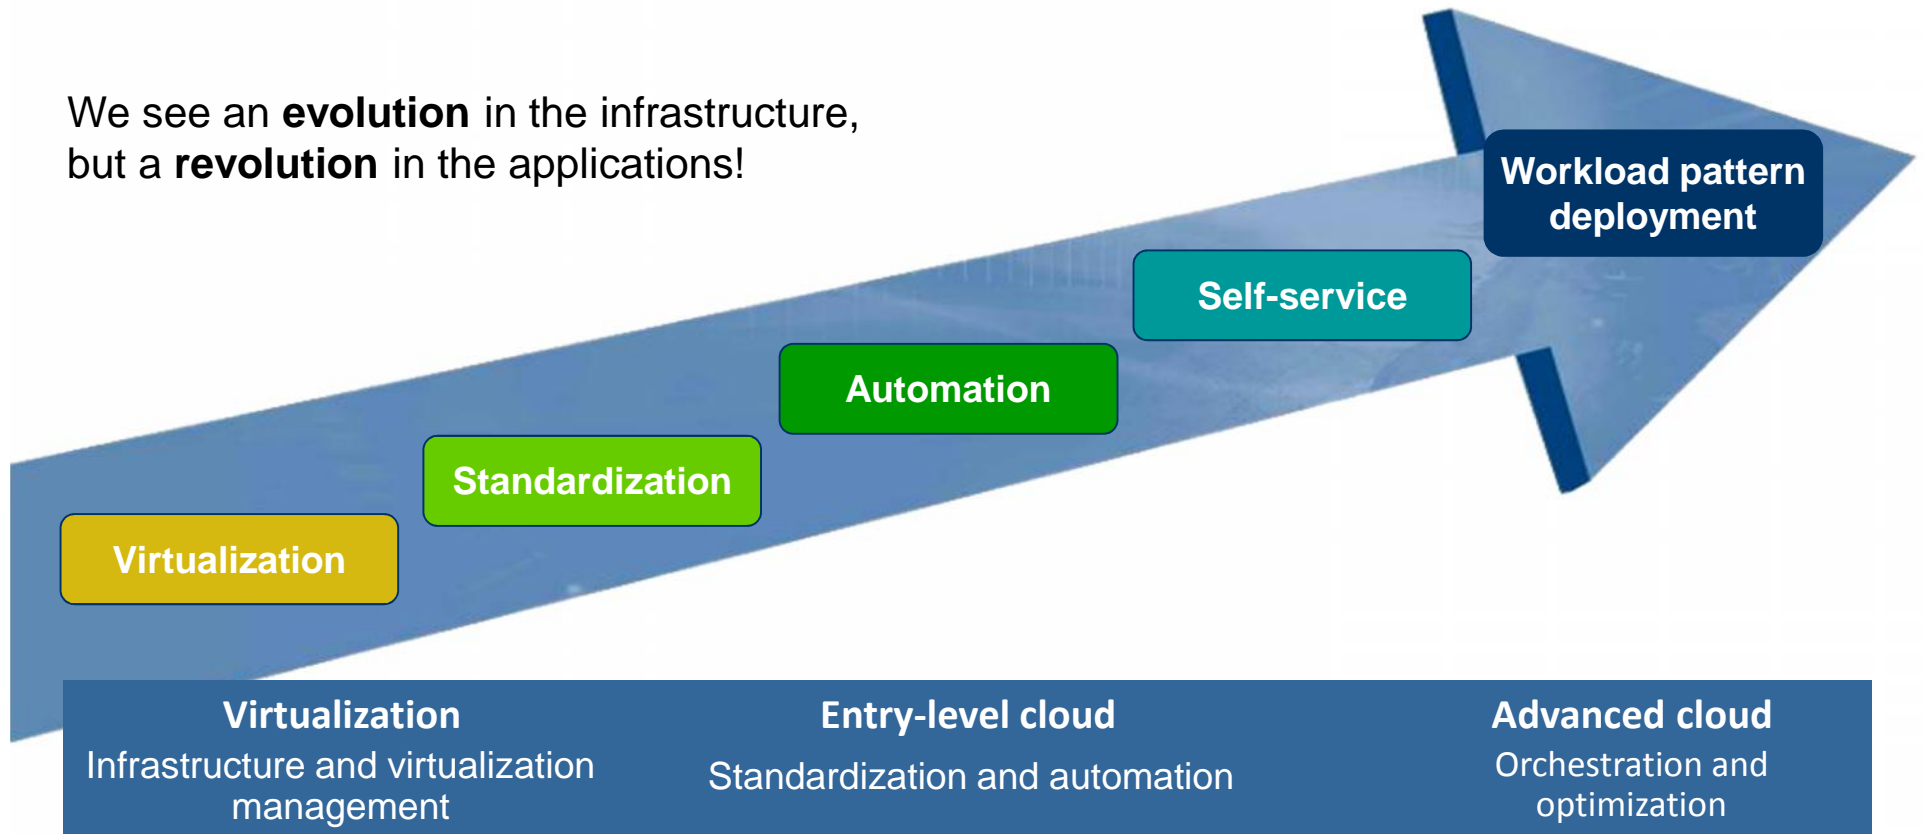 We see an evolution in the infrastructure,
but a revolution in the applications!
Workload pattern
deployment
Self-service
Automation
Standardization
Virtualization
Virtualization
Infrastructure and virtualization
management
Entry-level cloud
Standardization and automation
Advanced cloud
Orchestration and
optimization